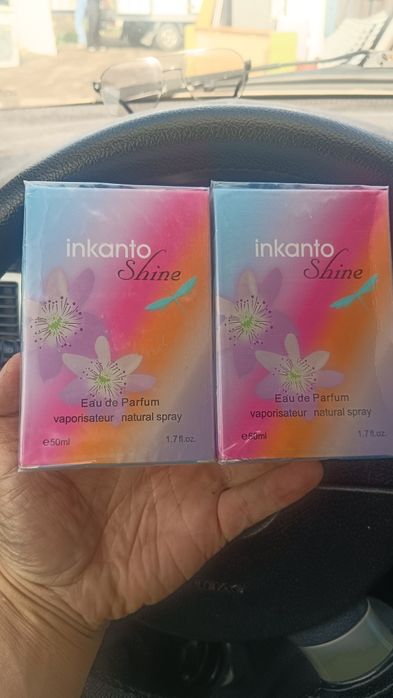 inkanto
Shine
Eau de Parfum
vaporisateur natural spray
e50ml 1.7 fl.oz.
inkanto
Shine
Eau de Parfum
vaporisateur natural spray
e50ml 1.7 fl.oz.